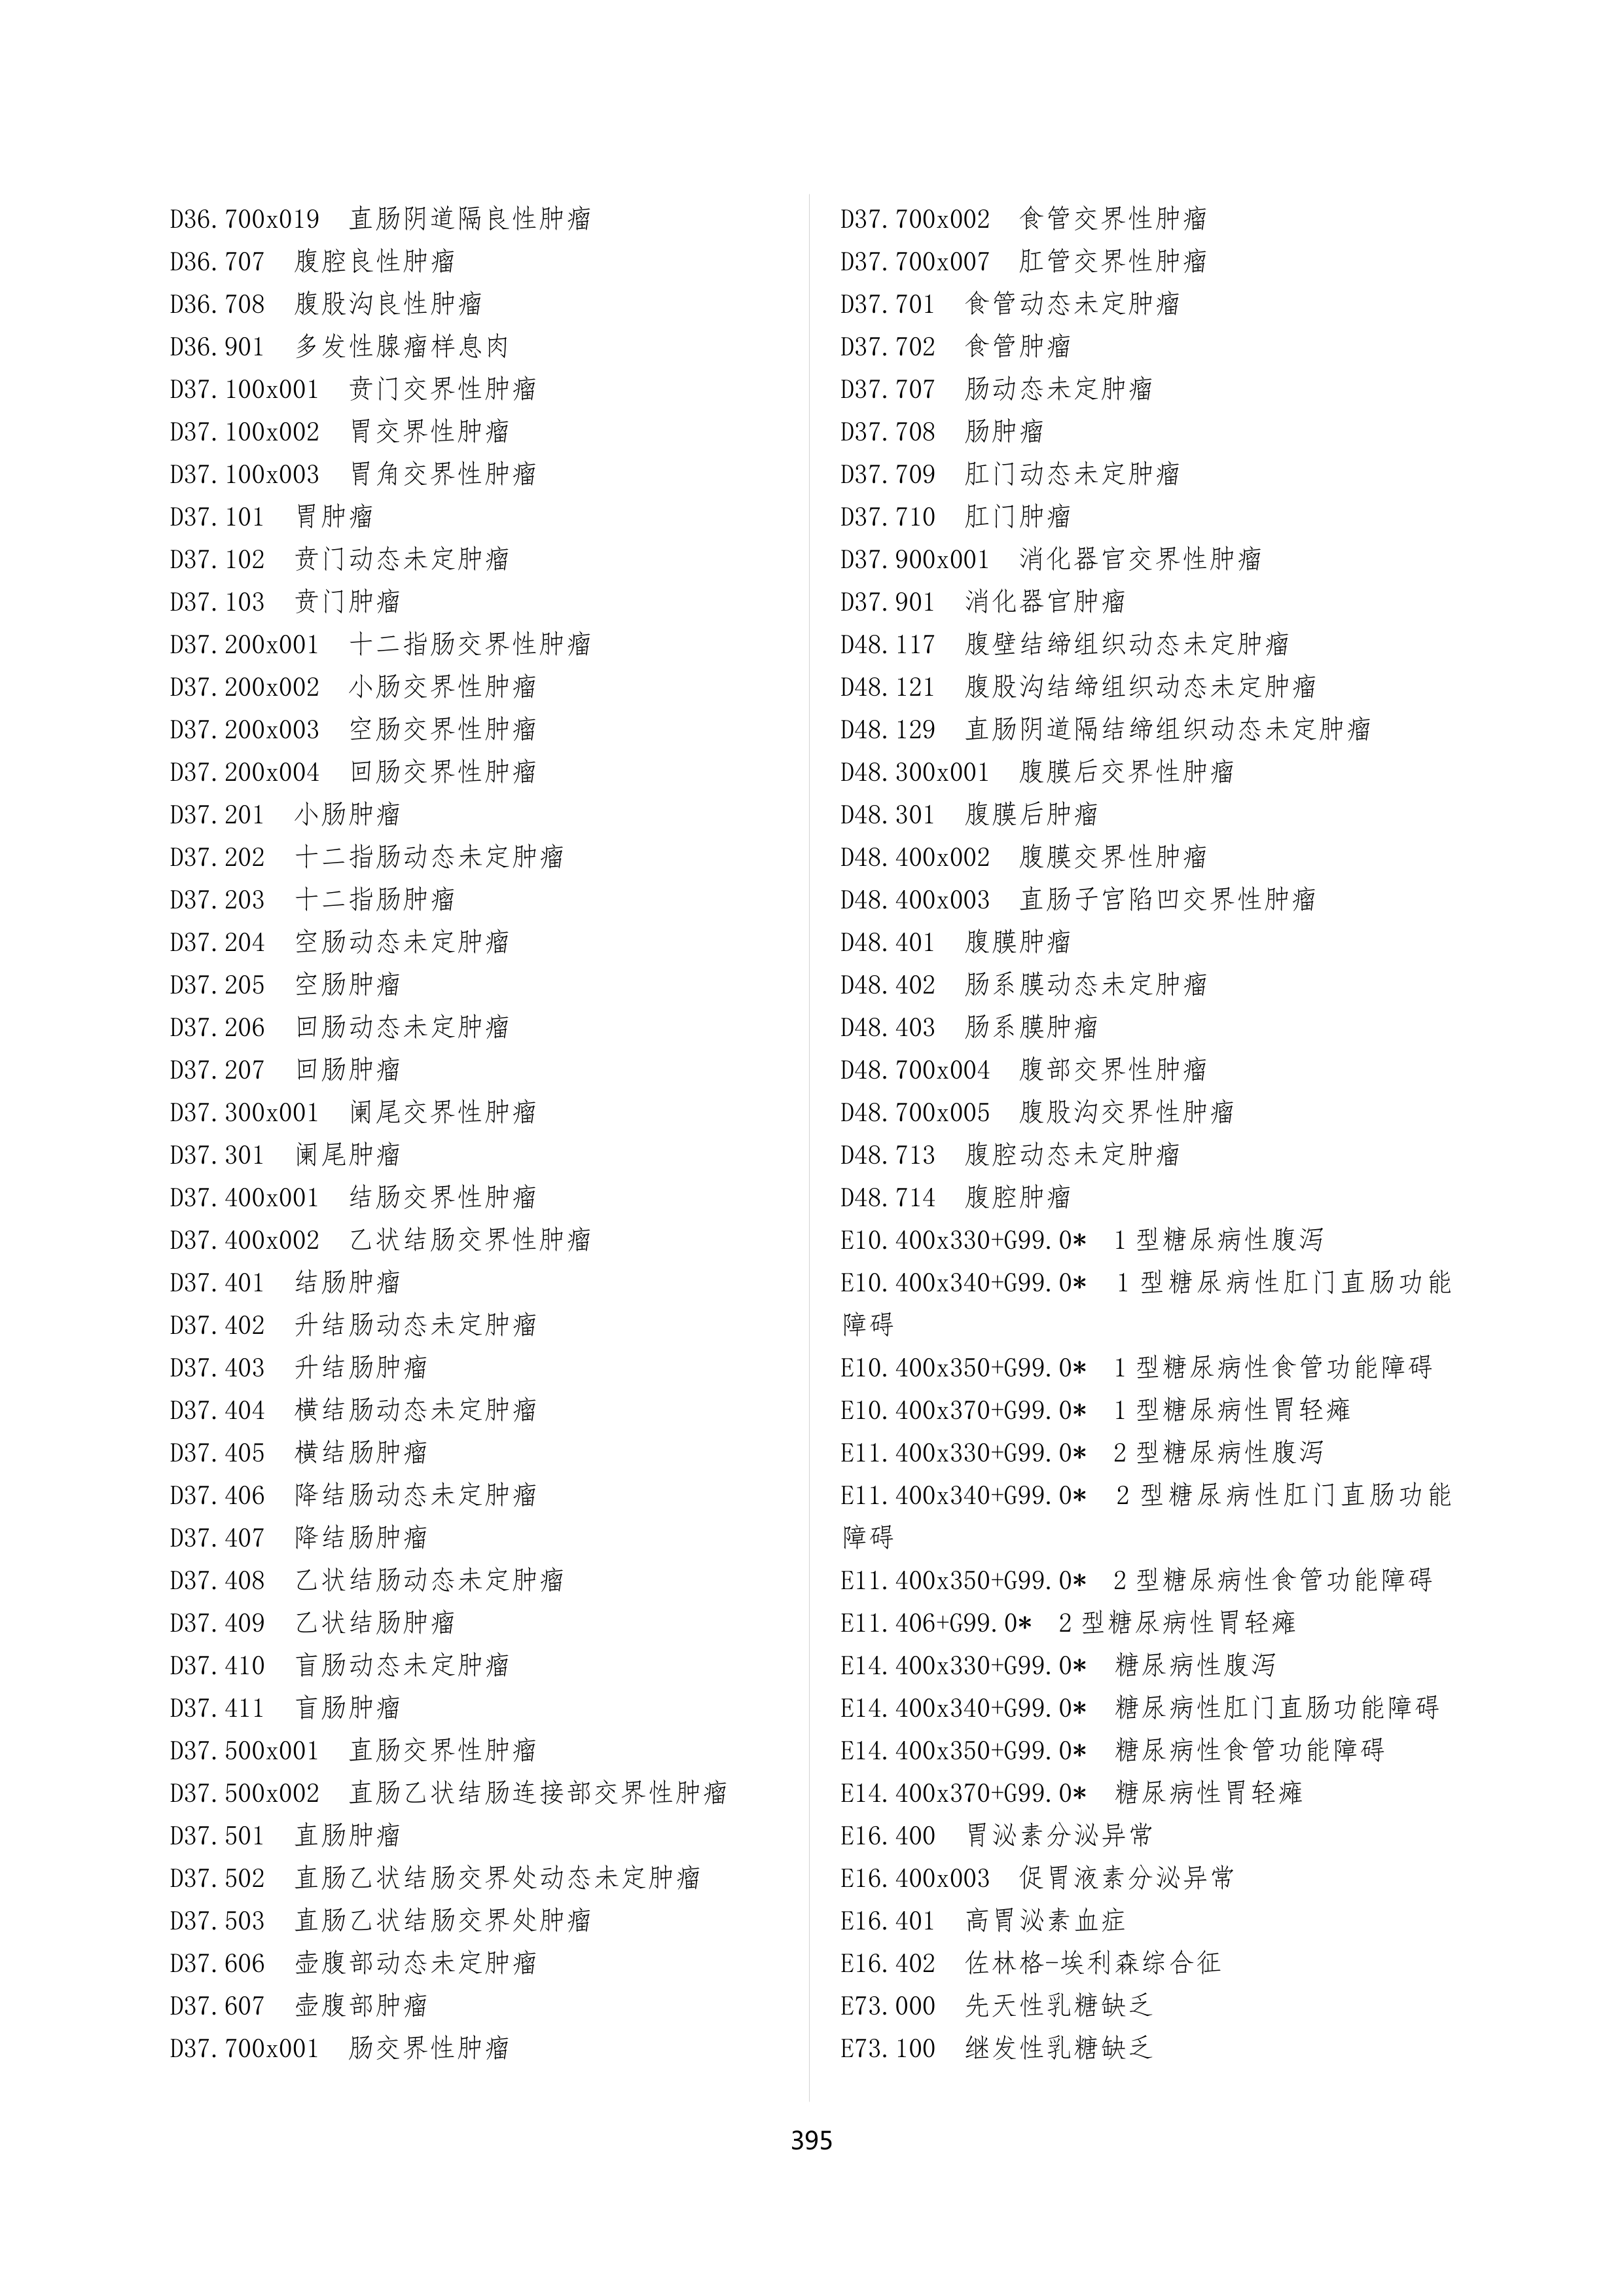 D36.700x019 直肠阴道隔良性肿瘤
D36.707 腹腔良性肿瘤
D36.708 腹股沟良性肿瘤
D36.901 多发性腺瘤样息肉
D37.100x001 贲门交界性肿瘤
D37.100x002 胃交界性肿瘤
D37.100x003 胃角交界性肿瘤
D37.101 胃肿瘤
D37.102 贲门动态未定肿瘤
D37.103 贲门肿瘤
D37.200x001 十二指肠交界性肿瘤
D37.200x002 小肠交界性肿瘤
D37.200x003 空肠交界性肿瘤
D37.200x004 回肠交界性肿瘤
D37.201 小肠肿瘤
D37.202 十二指肠动态未定肿瘤
D37.203 十二指肠肿瘤
D37.204 空肠动态未定肿瘤
D37.205 空肠肿瘤
D37.206 回肠动态未定肿瘤
D37.207 回肠肿瘤
D37.300x001 阑尾交界性肿瘤
D37.301 阑尾肿瘤
D37.400x001 结肠交界性肿瘤
D37.400x002 乙状结肠交界性肿瘤
D37.401 结肠肿瘤
D37.402 升结肠动态未定肿瘤
D37.403 升结肠肿瘤
D37.404 横结肠动态未定肿瘤
D37.405 横结肠肿瘤
D37.406 降结肠动态未定肿瘤
D37.407 降结肠肿瘤
D37.408 乙状结肠动态未定肿瘤
D37.409 乙状结肠肿瘤
D37.410 盲肠动态未定肿瘤
D37.411 盲肠肿瘤
D37.500x001 直肠交界性肿瘤
D37.500x002 直肠乙状结肠连接部交界性肿瘤
D37.501 直肠肿瘤
D37.502 直肠乙状结肠交界处动态未定肿瘤
D37.503 直肠乙状结肠交界处肿瘤
D37.606 壶腹部动态未定肿瘤
D37.607 壶腹部肿瘤
D37.700x001 肠交界性肿瘤
D37.700x002 食管交界性肿瘤
D37.700x007 肛管交界性肿瘤
D37.701 食管动态未定肿瘤
D37.702 食管肿瘤
D37.707 肠动态未定肿瘤
D37.708 肠肿瘤
D37.709 肛门动态未定肿瘤
D37.710 肛门肿瘤
D37.900x001 消化器官交界性肿瘤
D37.901 消化器官肿瘤
D48.117 腹壁结缔组织动态未定肿瘤
D48.121 腹股沟结缔组织动态未定肿瘤
D48.129 直肠阴道隔结缔组织动态未定肿瘤
D48.300x001 腹膜后交界性肿瘤
D48.301 腹膜后肿瘤
D48.400x002 腹膜交界性肿瘤
D48.400x003 直肠子宫陷凹交界性肿瘤
D48.401 腹膜肿瘤
D48.402 肠系膜动态未定肿瘤
D48.403 肠系膜肿瘤
D48.700x004 腹部交界性肿瘤
D48.700x005 腹股沟交界性肿瘤
D48.713 腹腔动态未定肿瘤
D48.714 腹腔肿瘤
E10.400x330+G99.0* 1型糖尿病性腹泻
E10.400x340+G99.0* 1型糖尿病性肛门直肠功能
障碍
E10.400x350+G99.0* 1型糖尿病性食管功能障碍
E10.400x370+G99.0* 1型糖尿病性胃轻瘫
E11.400x330+G99.0* 2型糖尿病性腹泻
E11.400x340+G99.0* 2型糖尿病性肛门直肠功能
障碍
E11.400x350+G99.0* 2型糖尿病性食管功能障碍
E11.406+G99.0* 2型糖尿病性胃轻瘫
E14.400x330+G99.0* 糖尿病性腹泻
E14.400x340+G99.0* 糖尿病性肛门直肠功能障碍
E14.400x350+G99.0* 糖尿病性食管功能障碍
E14.400x370+G99.0* 糖尿病性胃轻瘫
E16.400 胃泌素分泌异常
E16.400x003 促胃液素分泌异常
E16.401 高胃泌素血症
E16.402 佐林格-埃利森综合征
E73.000 先天性乳糖缺乏
E73.100 继发性乳糖缺乏
395